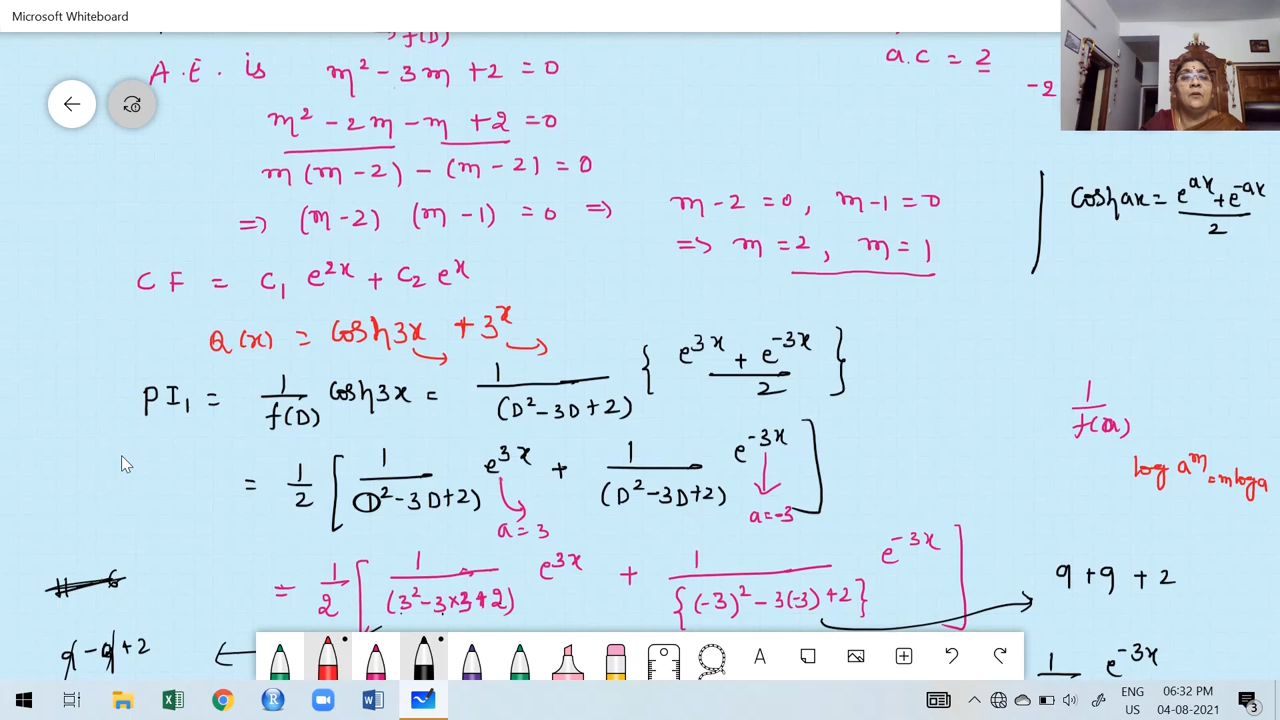 Microsoft Whiteboard
f(D)
A.E. is m² - 3m + 2 = 0
a.c = 2
-2
m² - 2m - m + 2 = 0
m(m-2) - (m-2) = 0
=> (m-2) (m-1) = 0 =>
m-2 = 0, m-1 = 0
=> m = 2, m = 1
cosh ax = (e^{ax} + e^{-ax})/2
CF = C₁ e^{2x} + C₂ e^{x}
Q(x) = cosh 3x + 3^x
PI₁ = 1/f(D) cosh 3x = 1/(D²-3D+2) { (e^{3x} + e^{-3x})/2 }
1/f(a)
log a^m = m log a
= 1/2 [ 1/(D²-3D+2) e^{3x} + 1/(D²-3D+2) e^{-3x} ]
a = 3
a = -3
= 1/2 [ 1/(3²-3×3+2) e^{3x} + 1/{(-3)²-3(-3)+2} e^{-3x} ]
9+9+2
9-9+2
1 e^{-3x}
A
ENG
US
06:32 PM
04-08-2021
3